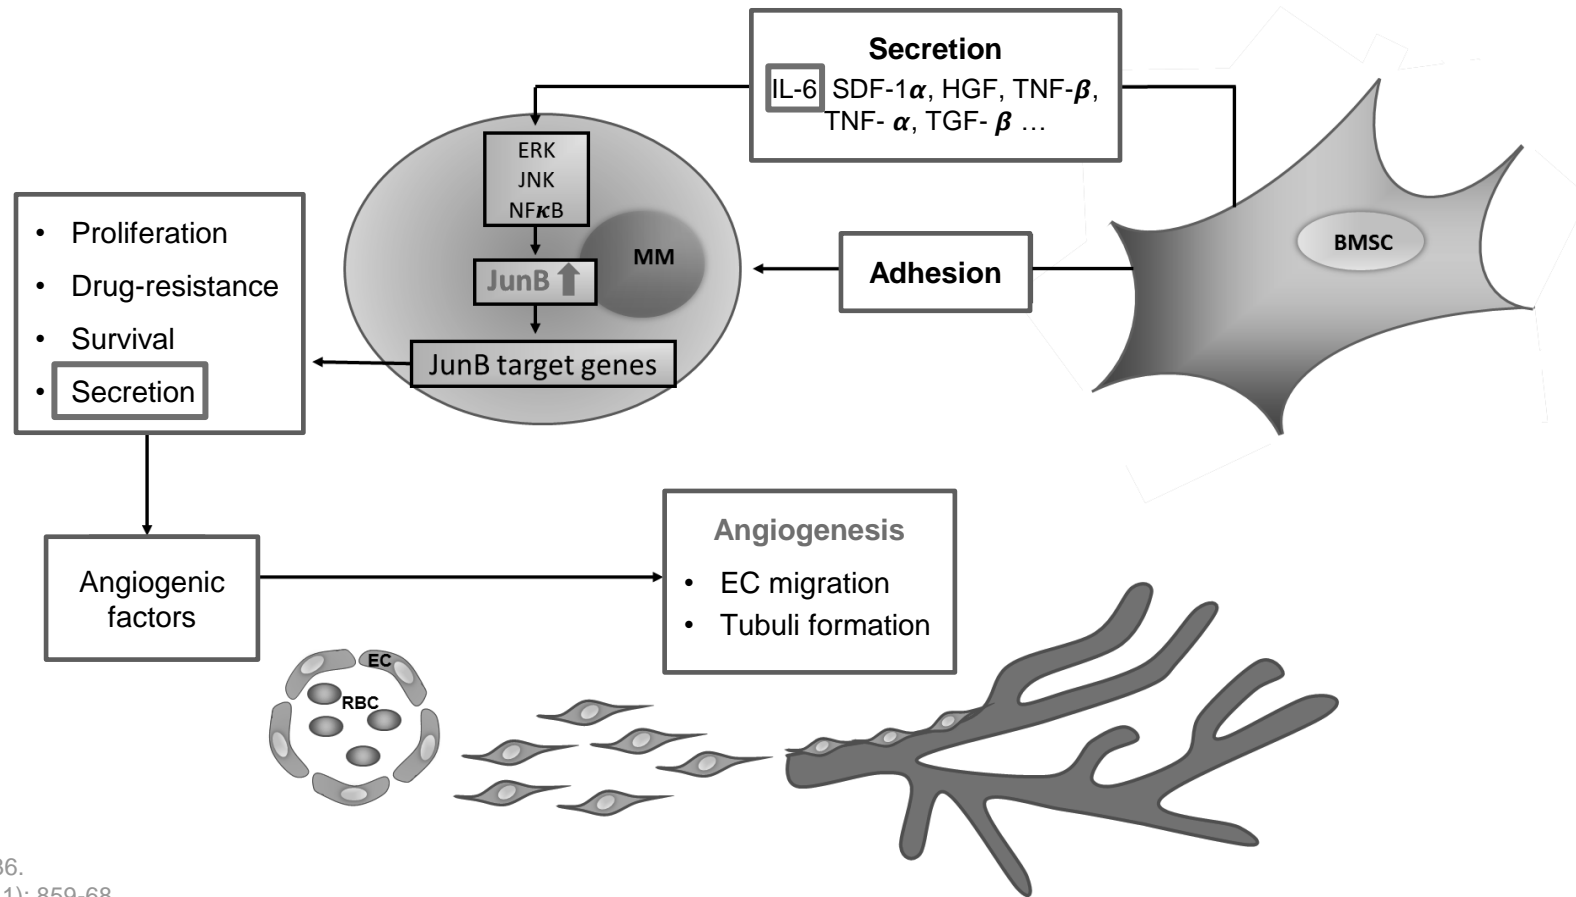 Secretion
IL-6 SDF-1α, HGF, TNF-β,
TNF- α, TGF- β ...
ERK
JNK
NFκB
MM
JunB
JunB target genes
Adhesion
BMSC
• Proliferation
• Drug-resistance
• Survival
• Secretion
Angiogenic
factors
Angiogenesis
• EC migration
• Tubuli formation
EC
RBC
36.
1): 859-68